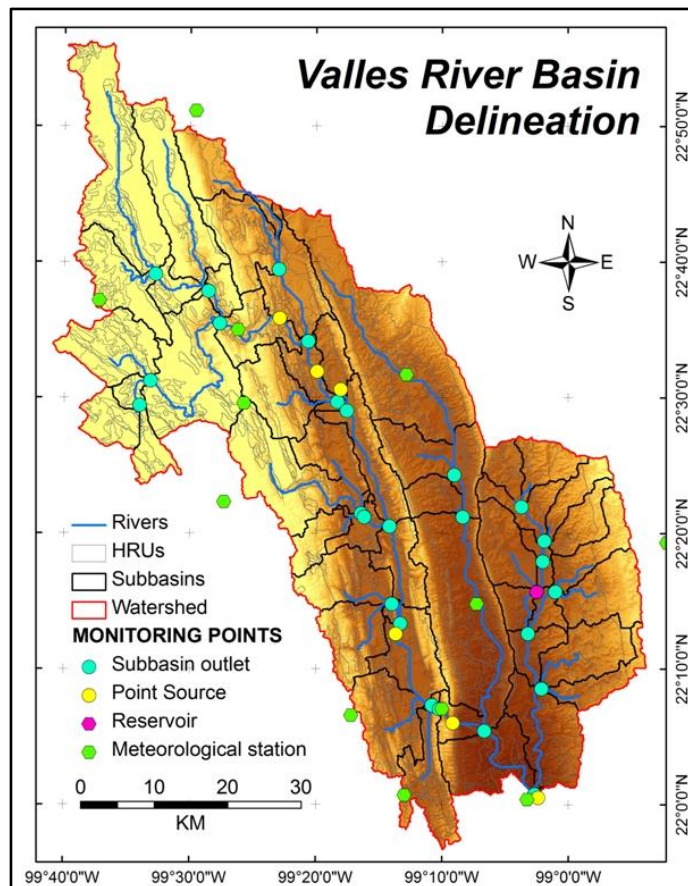 Valles River Basin
Delineation
N
W E
S
22°50'0"N
22°40'0"N
22°30'0"N
22°20'0"N
22°10'0"N
22°0'0"N
Rivers
HRUs
Subbasins
Watershed
MONITORING POINTS
Subbasin outlet
Point Source
Reservoir
Meteorological station
0 10 20 30
KM
99°40'0"W 99°30'0"W 99°20'0"W 99°10'0"W 99°0'0"W